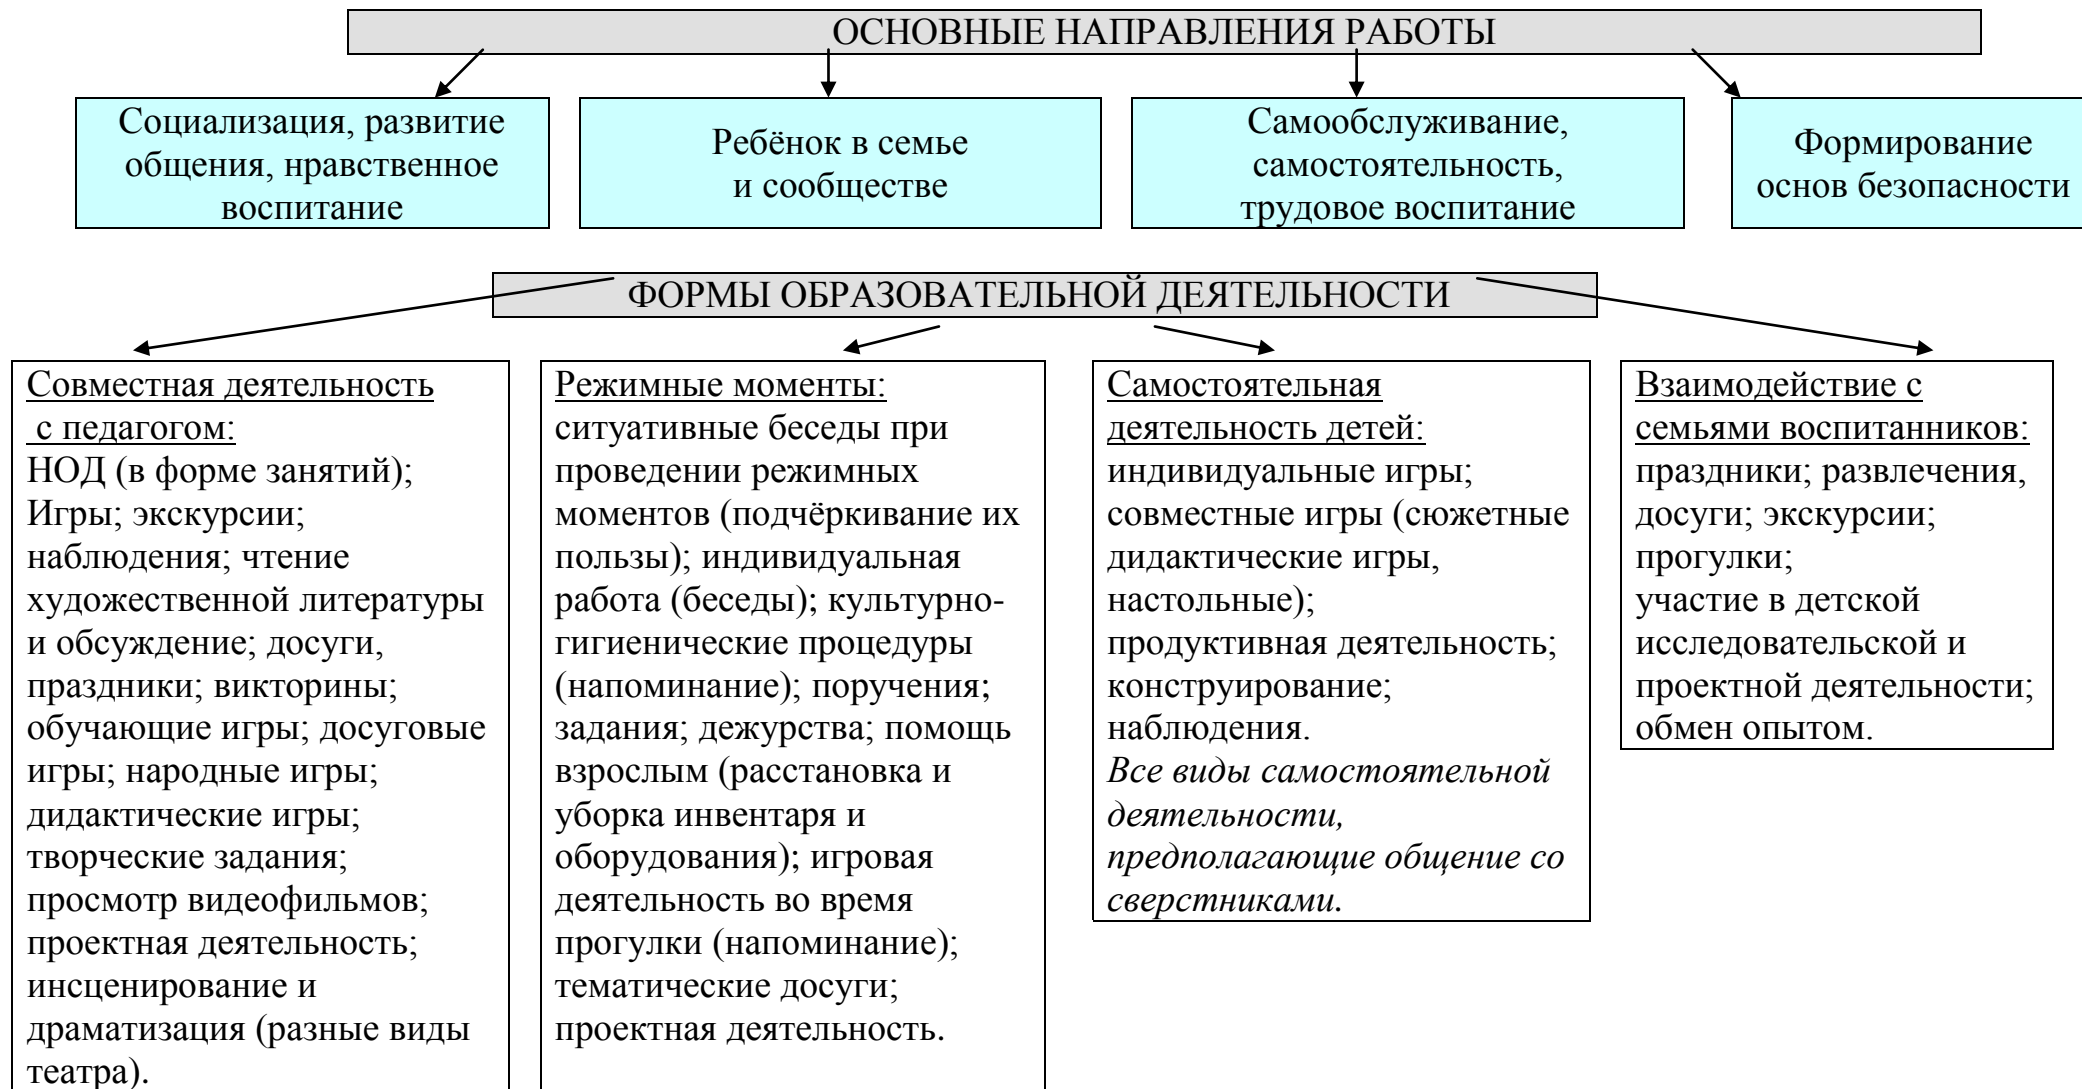 ОСНОВНЫЕ НАПРАВЛЕНИЯ РАБОТЫ
Социализация, развитие
общения, нравственное
воспитание
Ребёнок в семье
и сообществе
Самообслуживание,
самостоятельность,
трудовое воспитание
Формирование
основ безопасности
ФОРМЫ ОБРАЗОВАТЕЛЬНОЙ ДЕЯТЕЛЬНОСТИ
Совместная деятельность
с педагогом:
НОД (в форме занятий);
Игры; экскурсии;
наблюдения; чтение
художественной литературы
и обсуждение; досуги,
праздники; викторины;
обучающие игры; досуговые
игры; народные игры;
дидактические игры;
творческие задания;
просмотр видеофильмов;
проектная деятельность;
инсценирование и
драматизация (разные виды
театра).
Режимные моменты:
ситуативные беседы при
проведении режимных
моментов (подчёркивание их
пользы); индивидуальная
работа (беседы); культурно-
гигиенические процедуры
(напоминание); поручения;
задания; дежурства; помощь
взрослым (расстановка и
уборка инвентаря и
оборудования); игровая
деятельность во время
прогулки (напоминание);
тематические досуги;
проектная деятельность.
Самостоятельная
деятельность детей:
индивидуальные игры;
совместные игры (сюжетные
дидактические игры,
настольные);
продуктивная деятельность;
конструирование;
наблюдения.
Все виды самостоятельной
деятельности,
предполагающие общение со
сверстниками.
Взаимодействие с
семьями воспитанников:
праздники; развлечения,
досуги; экскурсии;
прогулки;
участие в детской
исследовательской и
проектной деятельности;
обмен опытом.